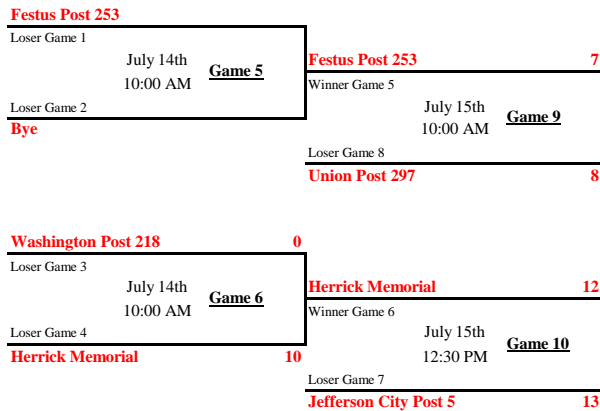 Festus Post 253
Loser Game 1
July 14th
10:00 AM
Game 5
Loser Game 2
Bye
Festus Post 253 7
Winner Game 5
July 15th
10:00 AM
Game 9
Loser Game 8
Union Post 297 8
Washington Post 218 0
Loser Game 3
July 14th
10:00 AM
Game 6
Loser Game 4
Herrick Memorial 10
Herrick Memorial 12
Winner Game 6
July 15th
12:30 PM
Game 10
Loser Game 7
Jefferson City Post 5 13